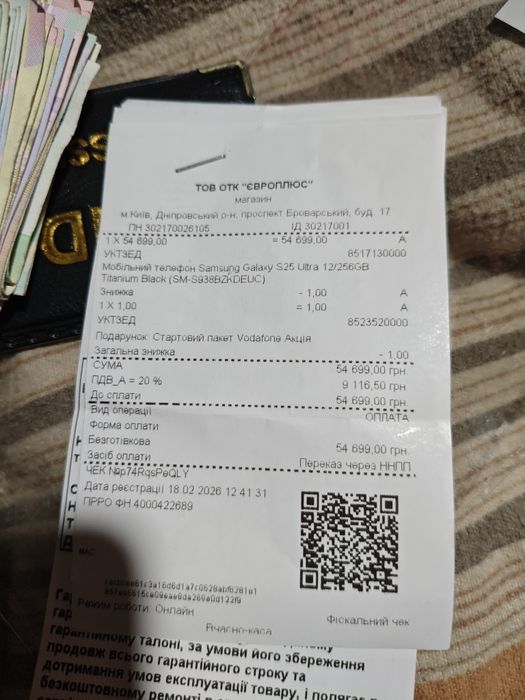 ТОВ ОТК "ЄВРОПЛЮС"
магазин
м.Київ, Дніпровський р-н, проспект Броварський, буд. 17
ПН 302170026105 ІД 30217001
1 X 54 699,00 = 54 699,00 А
УКТЗЕД 8517130000
Мобільний телефон Samsung Galaxy S25 Ultra 12/256GB
Titanium Black (SM-S938BZKDEUC)
Знижка - 1,00 А
1 X 1,00 = 1,00 А
УКТЗЕД 8523520000
Подарунок Стартовий пакет Vodafone Акція
Загальна знижка - 1,00
СУМА 54 699,00 грн.
ПДВ_А = 20 % 9 116,50 грн.
До сплати 54 699,00 грн.
Вид операції ОПЛАТА
Форма оплати
Безготівкова 54 699,00 грн.
Засіб оплати Переказ через ННПП
ЧЕК
Дата реєстрації 18.02.2026 12:41:31
ПРРО ФН 4000422689
Режим роботи: Онлайн
Фіскальний чек
Вчасно-каса
гарантійному талоні, за умови його збереження
продовж всього гарантійного строку та
дотримання умов експлуатації товару, і
безкоштовному ремонті